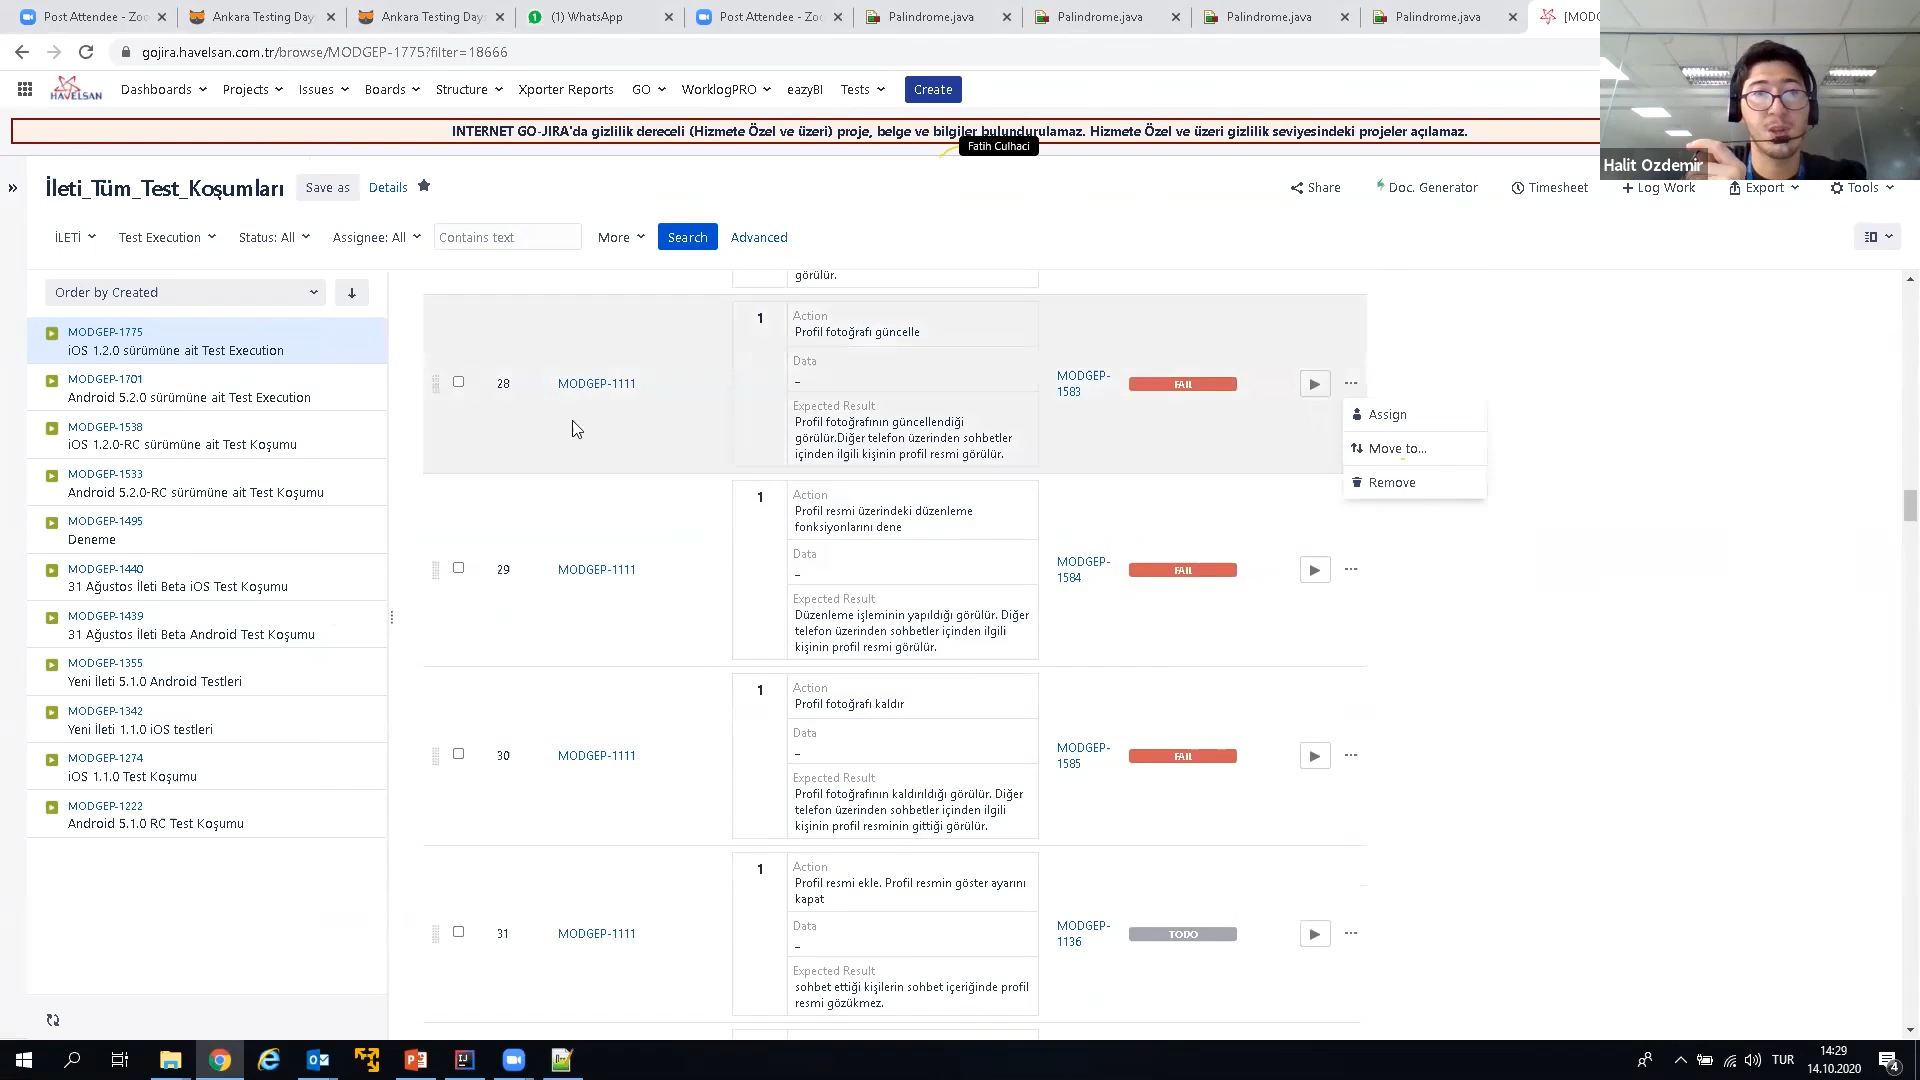 Post Attendee - Zoo
Ankara Testing Day
Ankara Testing Day
(1) WhatsApp
Post Attendee - Zoo
Palindrome.java
Palindrome.java
Palindrome.java
Palindrome.java
[MOD
gojira.havelsan.com.tr/browse/MODGEP-1775?filter=18666
HAVELSAN
Dashboards
Projects
Issues
Boards
Structure
Xporter Reports
GO
WorklogPRO
eazyBI
Tests
Create
INTERNET GO-JIRA'da gizlilik dereceli (Hizmete Özel ve üzeri) proje, belge ve bilgiler bulundurulamaz. Hizmete Özel ve üzeri gizlilik seviyesindeki projeler açılamaz.
Fatih Culhaci
Halit Ozdemir
İleti_Tüm_Test_Koşumları
Save as
Details
Share
Doc. Generator
Timesheet
Log Work
Export
Tools
İLETİ
Test Execution
Status: All
Assignee: All
Contains text
More
Search
Advanced
Order by Created
MODGEP-1775
iOS 1.2.0 sürümüne ait Test Execution
MODGEP-1701
Android 5.2.0 sürümüne ait Test Execution
MODGEP-1538
iOS 1.2.0-RC sürümüne ait Test Koşumu
MODGEP-1533
Android 5.2.0-RC sürümüne ait Test Koşumu
MODGEP-1495
Deneme
MODGEP-1440
31 Ağustos İleti Beta iOS Test Koşumu
MODGEP-1439
31 Ağustos İleti Beta Android Test Koşumu
MODGEP-1355
Yeni İleti 5.1.0 Android Testleri
MODGEP-1342
Yeni İleti 1.1.0 iOS testleri
MODGEP-1274
iOS 1.1.0 Test Koşumu
MODGEP-1222
Android 5.1.0 RC Test Koşumu
görülür.
28
MODGEP-1111
1
Action
Profil fotoğrafı güncelle
Data
–
Expected Result
Profil fotoğrafının güncellendiği
görülür.Diğer telefon üzerinden sohbetler
içinden ilgili kişinin profil resmi görülür.
MODGEP-
1583
FAIL
Assign
Move to...
Remove
29
MODGEP-1111
1
Action
Profil resmi üzerindeki düzenleme
fonksiyonlarını dene
Data
–
Expected Result
Düzenleme işleminin yapıldığı görülür. Diğer
telefon üzerinden sohbetler içinden ilgili
kişinin profil resmi görülür.
MODGEP-
1584
FAIL
30
MODGEP-1111
1
Action
Profil fotoğrafı kaldır
Data
–
Expected Result
Profil fotoğrafının kaldırıldığı görülür. Diğer
telefon üzerinden sohbetler içinden ilgili
kişinin profil resminin gittiği görülür.
MODGEP-
1585
FAIL
31
MODGEP-1111
1
Action
Profil resmi ekle. Profil resmin göster ayarını
kapat
Data
–
Expected Result
sohbet ettiği kişilerin sohbet içeriğinde profil
resmi gözükmez.
MODGEP-
1136
TODO
TUR
14:29
14.10.2020
4